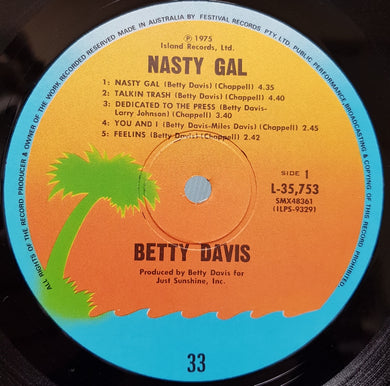 MADE IN AUSTRALIA BY FESTIVAL RECORDS PTY. LTD. PUBLIC PERFORMANCE, BROADCASTING & COPYING OF THIS RECORD PROHIBITED.
ALL RIGHTS OF THE RECORD PRODUCER & OWNER OF THE WORK RESERVED
℗ 1975
Island Records, Ltd.
NASTY GAL
1: NASTY GAL (Betty Davis) (Chappell) 4.35
2: TALKIN TRASH (Betty Davis) (Chappell) 4.40
3: DEDICATED TO THE PRESS (Betty Davis-
Larry Johnson) (Chappell) 3.40
4: YOU AND I (Betty Davis-Miles Davis) (Chappell) 2.45
5: FEELINS (Betty Davis) (Chappell) 2.42
SIDE 1
L-35,753
SMX48361
(ILPS-9329)
BETTY DAVIS
Produced by Betty Davis for
Just Sunshine, Inc.
33